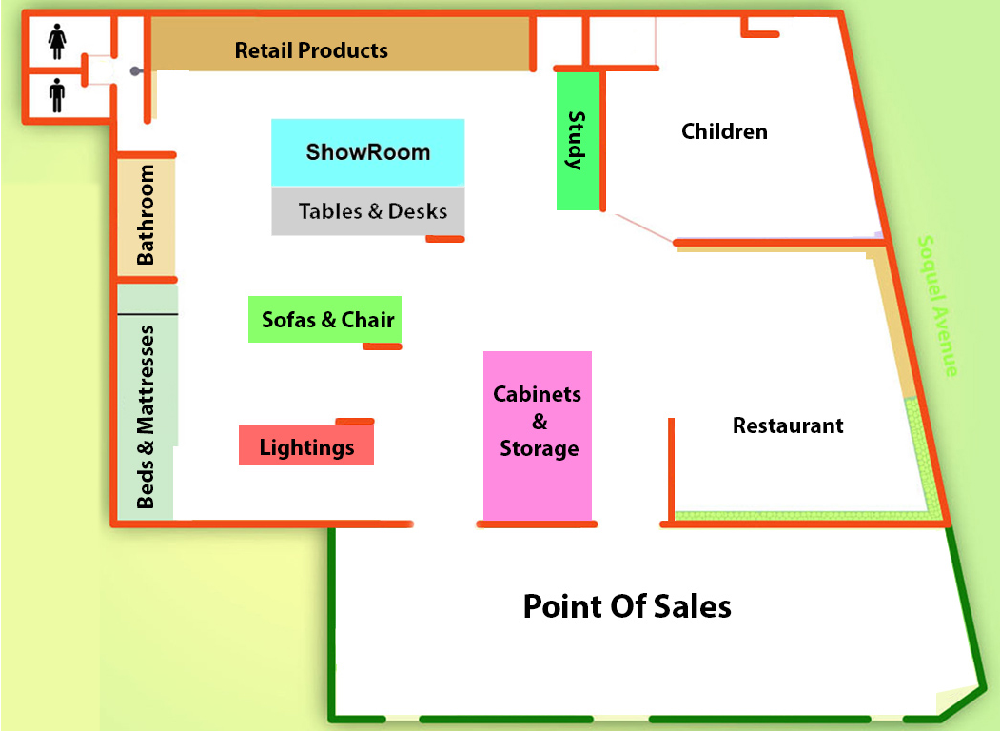 Retail Products
Study
Children
ShowRoom
Tables & Desks
Bathroom
Soquel Avenue
Sofas & Chair
Beds & Mattresses
Cabinets
&
Storage
Restaurant
Lightings
Point Of Sales